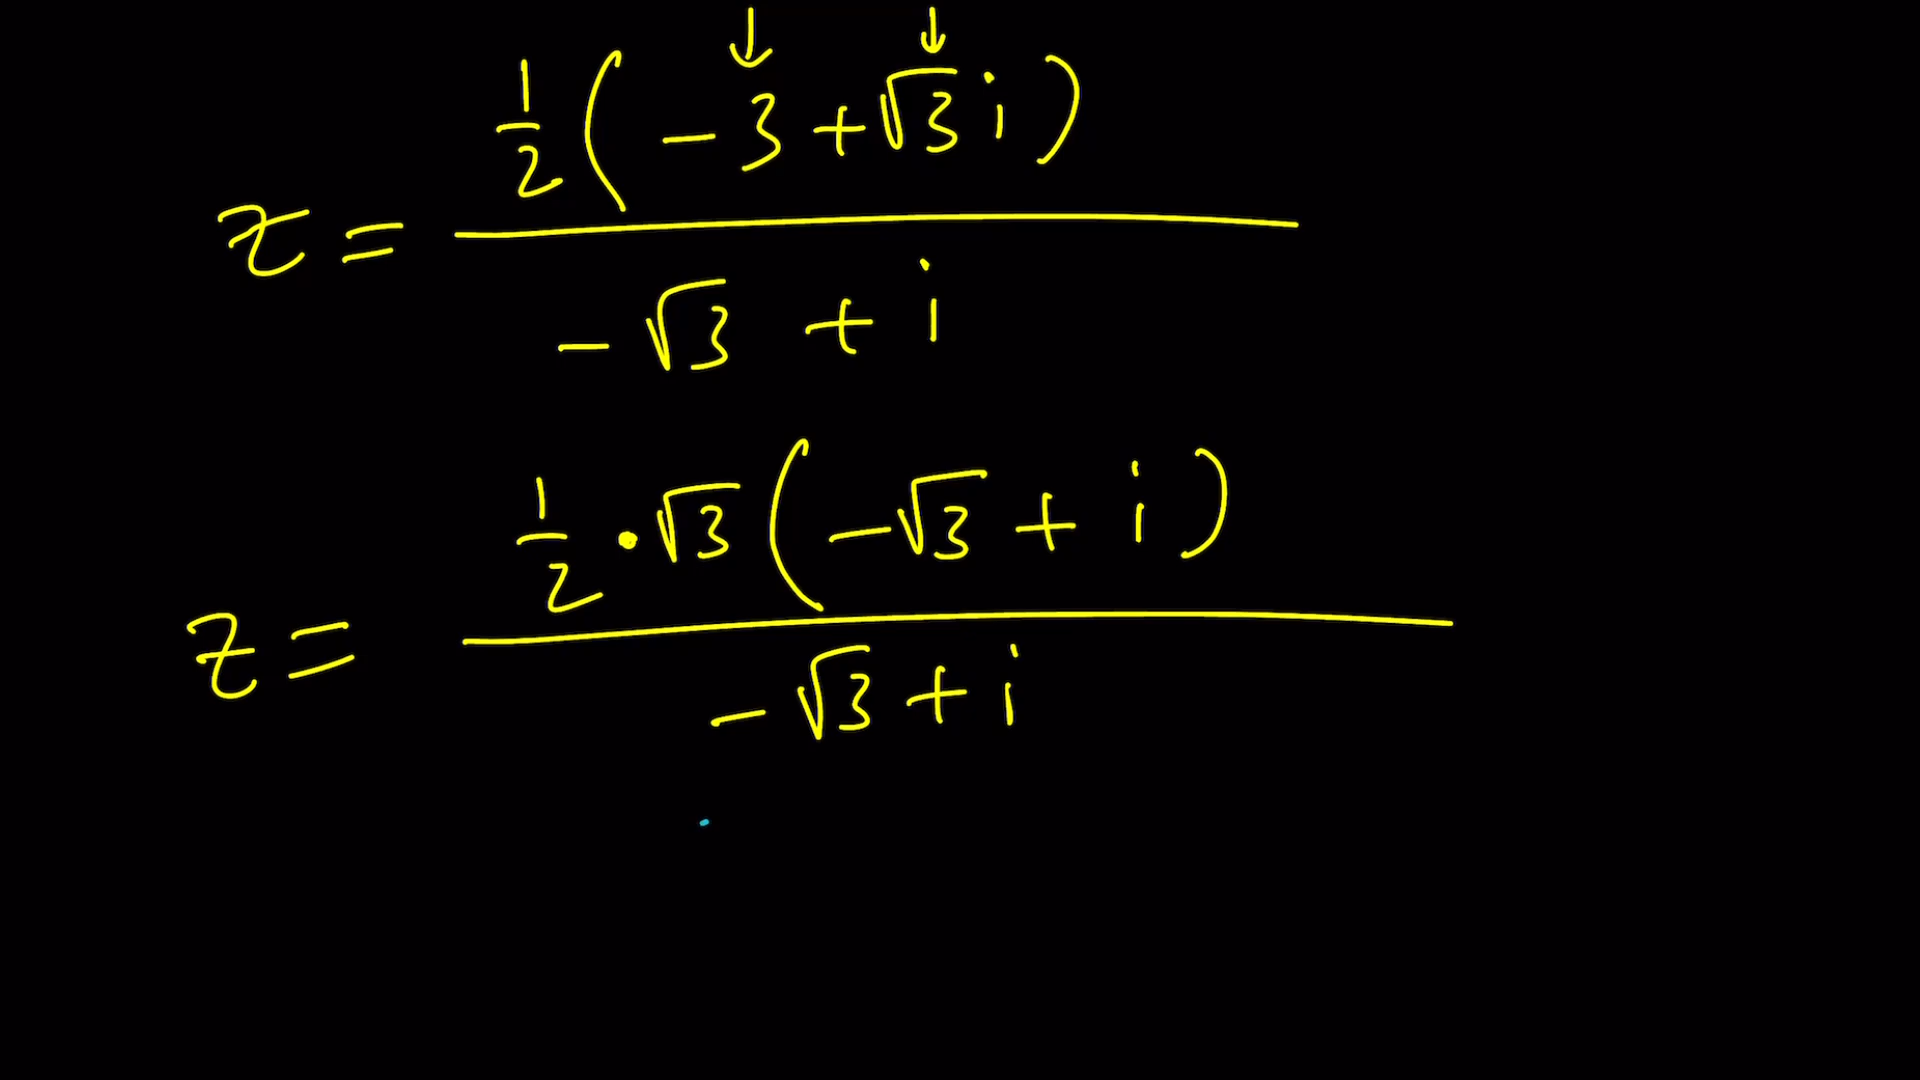 ↓ ↓
z = 1/2 ( -3 + √3 i ) / -√3 + i
z = 1/2 • √3 ( -√3 + i ) / -√3 + i